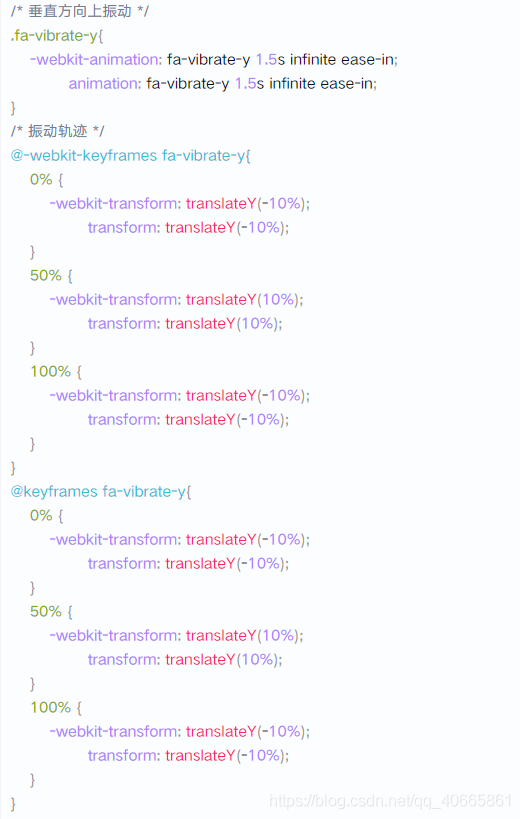 /* 垂直方向上振动 */
.fa-vibrate-y{
-webkit-animation: fa-vibrate-y 1.5s infinite ease-in;
animation: fa-vibrate-y 1.5s infinite ease-in;
}
/* 振动轨迹 */
@-webkit-keyframes fa-vibrate-y{
0% {
-webkit-transform: translateY(-10%);
transform: translateY(-10%);
}
50% {
-webkit-transform: translateY(10%);
transform: translateY(10%);
}
100% {
-webkit-transform: translateY(-10%);
transform: translateY(-10%);
}
}
@keyframes fa-vibrate-y{
0% {
-webkit-transform: translateY(-10%);
transform: translateY(-10%);
}
50% {
-webkit-transform: translateY(10%);
transform: translateY(10%);
}
100% {
-webkit-transform: translateY(-10%);
transform: translateY(-10%);
}
}
https://blog.csdn.net/qq_40665861